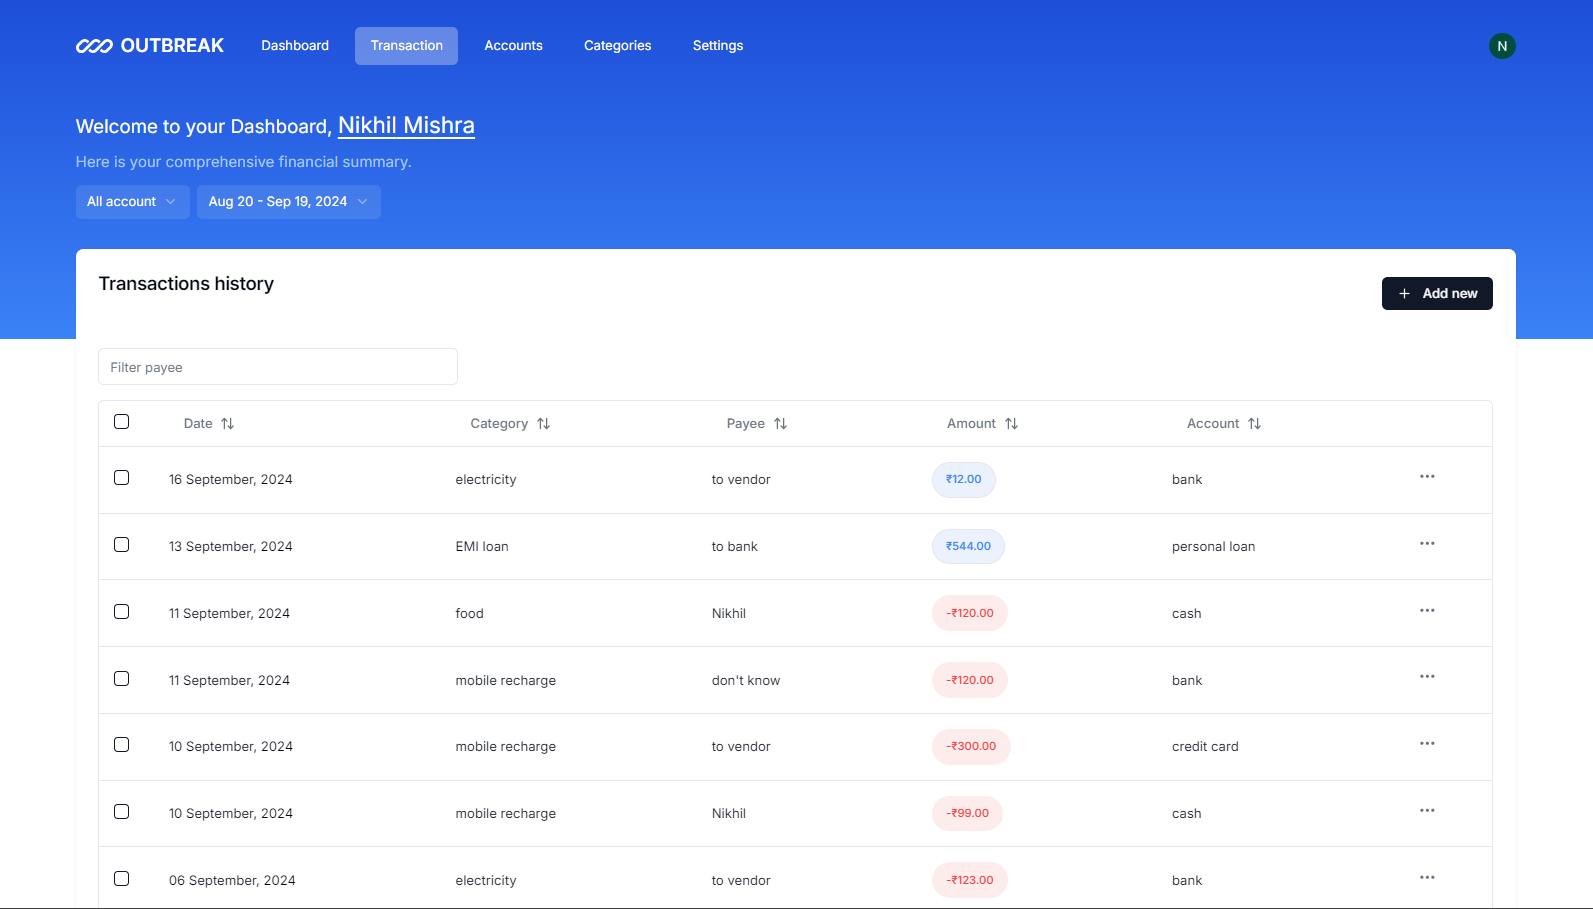 OUTBREAK Dashboard Transaction Accounts Categories Settings N
Welcome to your Dashboard, Nikhil Mishra
Here is your comprehensive financial summary.
All account Aug 20 - Sep 19, 2024
Transactions history
+ Add new
Filter payee
Date Category Payee Amount Account
16 September, 2024 electricity to vendor ₹12.00 bank
13 September, 2024 EMI loan to bank ₹544.00 personal loan
11 September, 2024 food Nikhil -₹120.00 cash
11 September, 2024 mobile recharge don't know -₹120.00 bank
10 September, 2024 mobile recharge to vendor -₹300.00 credit card
10 September, 2024 mobile recharge Nikhil -₹99.00 cash
06 September, 2024 electricity to vendor -₹123.00 bank